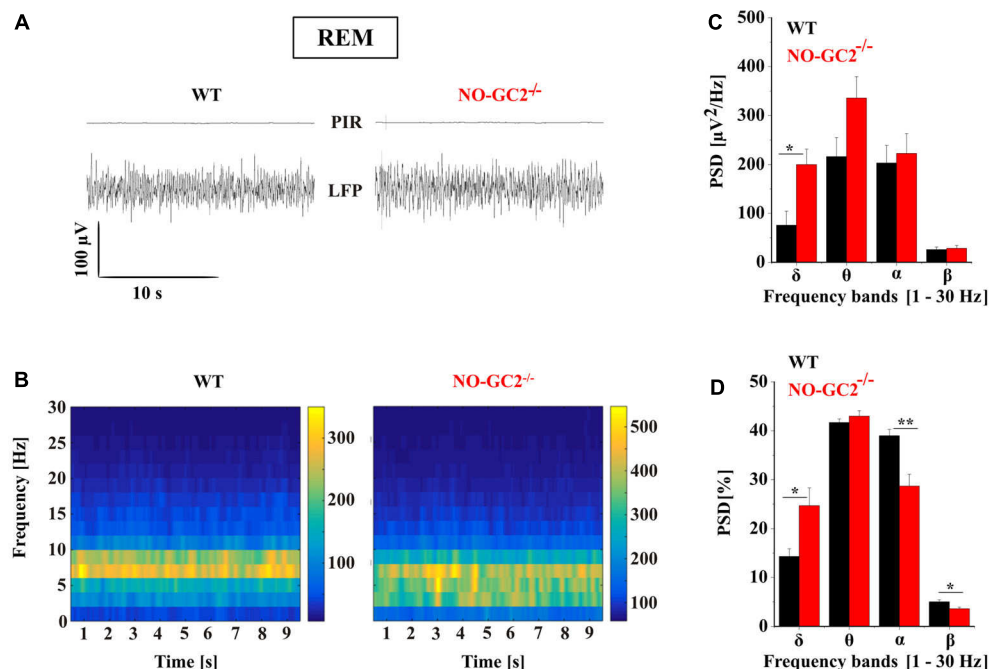 A
REM
WT
NO-GC2-/-
PIR
LFP
100 µV
10 s
B
WT
NO-GC2-/-
Frequency [Hz]
30
25
20
15
10
5
0
1 2 3 4 5 6 7 8 9
Time [s]
300
200
100
1 2 3 4 5 6 7 8 9
Time [s]
500
400
300
200
100
C
WT
NO-GC2-/-
PSD [µV2/Hz]
500
400
300
200
100
0
*
δ θ α β
Frequency bands [1 - 30 Hz]
D
WT
NO-GC2-/-
PSD[%]
50
40
30
20
10
0
*
**
*
δ θ α β
Frequency bands [1 - 30 Hz]